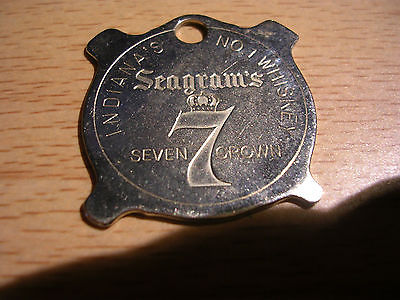 INDIANA'S NO. 1 WHISKEY
Seagram's
7
SEVEN CROWN